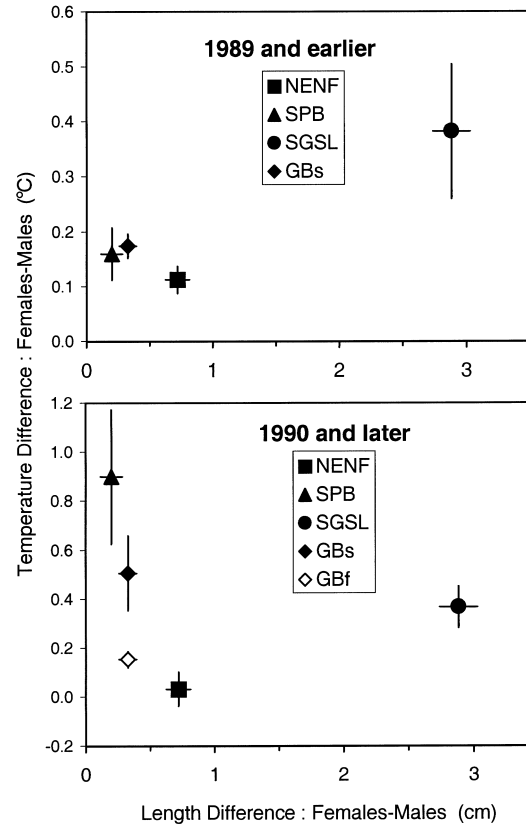 0.6
0.5
0.4
0.3
0.2
0.1
0.0
1989 and earlier
NENF
SPB
SGSL
GBs
0 1 2 3
Temperature Difference : Females-Males (ºC)
1.2
1.0
0.8
0.6
0.4
0.2
0.0
-0.2
1990 and later
NENF
SPB
SGSL
GBs
GBf
0 1 2 3
Length Difference : Females-Males (cm)